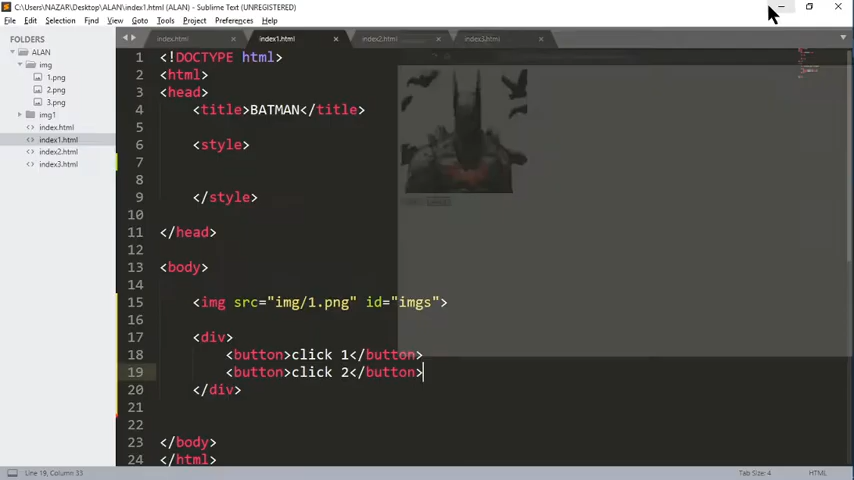 C:\Users\NAZAR\Desktop\ALAN\index1.html (ALAN) - Sublime Text (UNREGISTERED)
File Edit Selection Find View Goto Tools Project Preferences Help
FOLDERS
ALAN
img
1.png
2.png
3.png
img1
index.html
index1.html
index2.html
index3.html
index.html index1.html index2.html index3.html
1 <!DOCTYPE html>
2 <html>
3 <head>
4 <title>BATMAN</title>
5
6 <style>
7
8
9 </style>
10
11 </head>
12
13 <body>
14
15 <img src="img/1.png" id="imgs">
16
17 <div>
18 <button>click 1</button>
19 <button>click 2</button>
20 </div>
21
22
23 </body>
24 </html>
Line 19, Column 33 Tab Size: 4 HTML